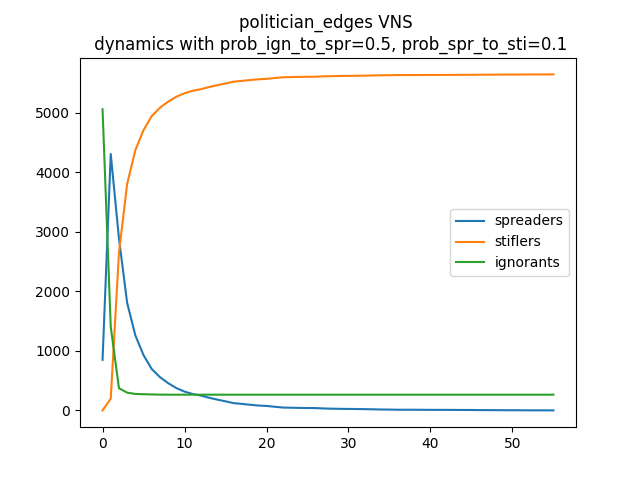 politician_edges VNS
dynamics with prob_ign_to_spr=0.5, prob_spr_to_sti=0.1
5000
4000
3000
2000
1000
0
spreaders
stiflers
ignorants
0 10 20 30 40 50